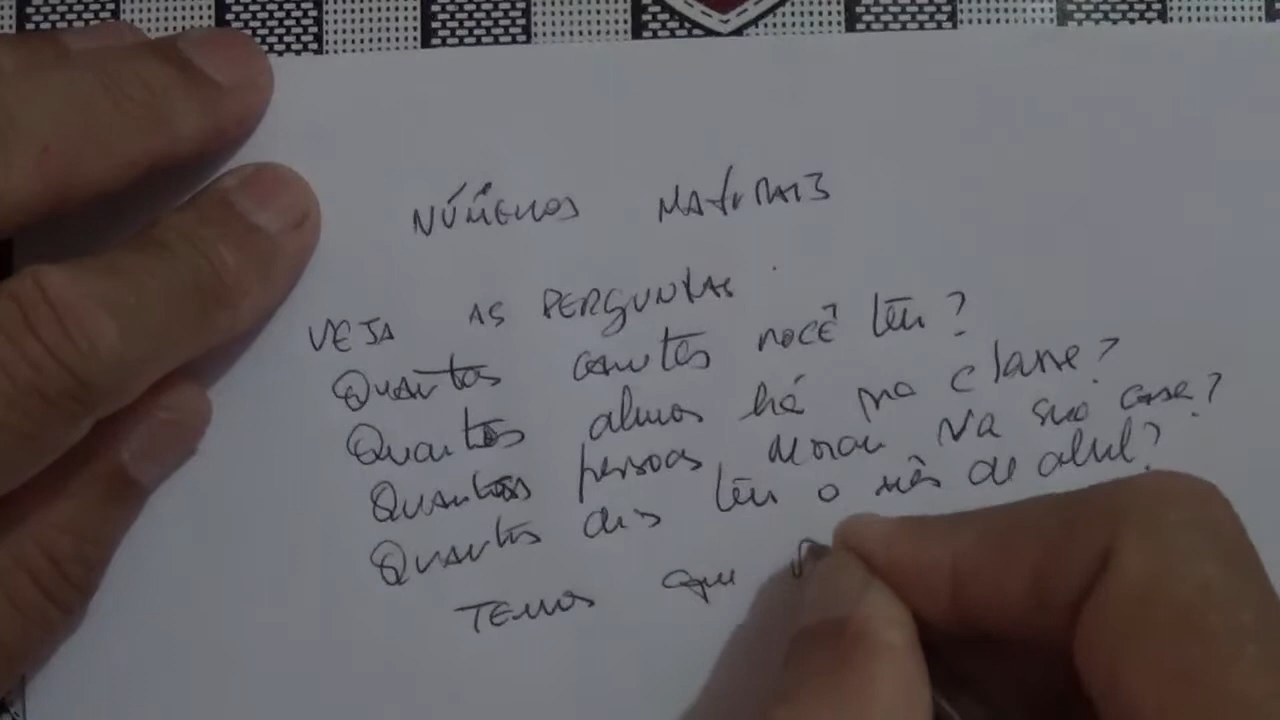 NÚMEROS NATURAIS
VEJA AS PERGUNTAS
Quantos você tem?
Quantos alunos há na classe?
Quantas pessoas moram na sua casa?
Quantos dias tem o mês de abril?
Temos que